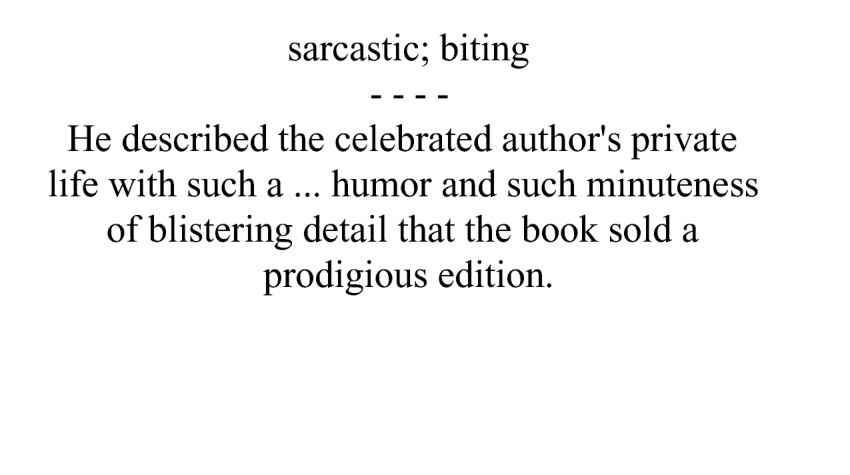 sarcastic; biting
- - - -
He described the celebrated author's private
life with such a ... humor and such minuteness
of blistering detail that the book sold a
prodigious edition.